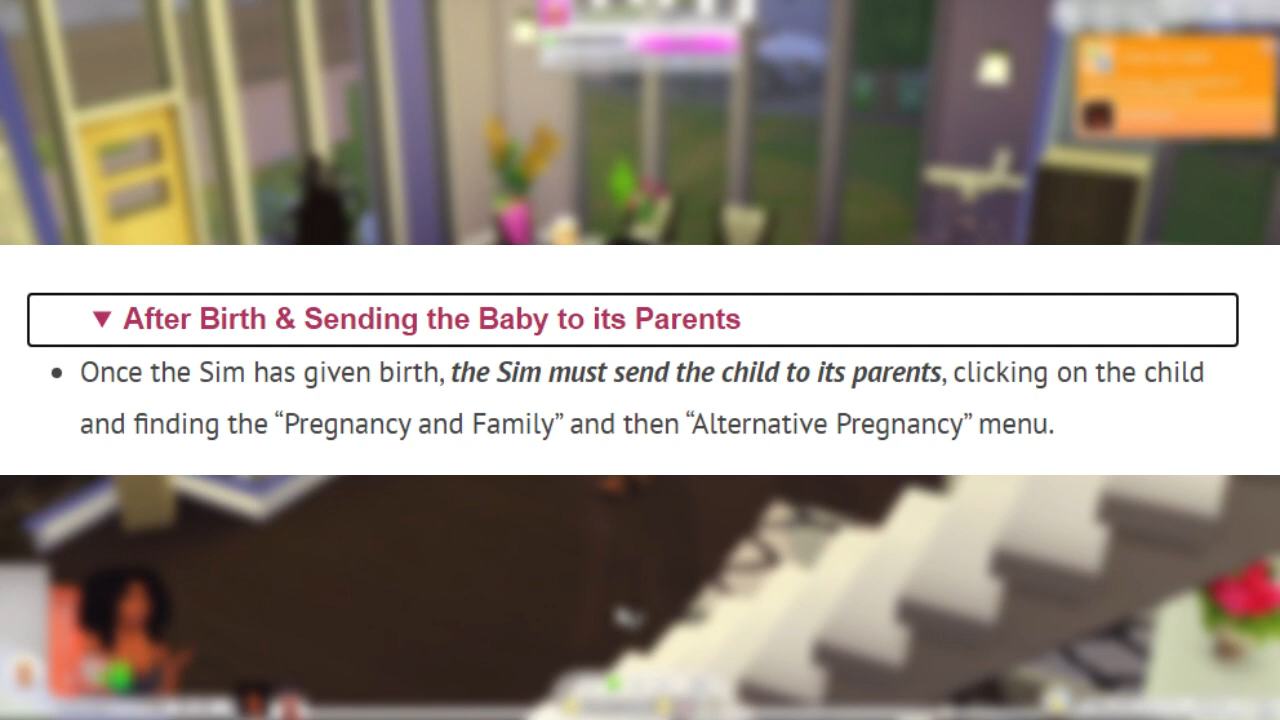 ▼ After Birth & Sending the Baby to its Parents
• Once the Sim has given birth, the Sim must send the child to its parents, clicking on the child
and finding the “Pregnancy and Family” and then “Alternative Pregnancy” menu.